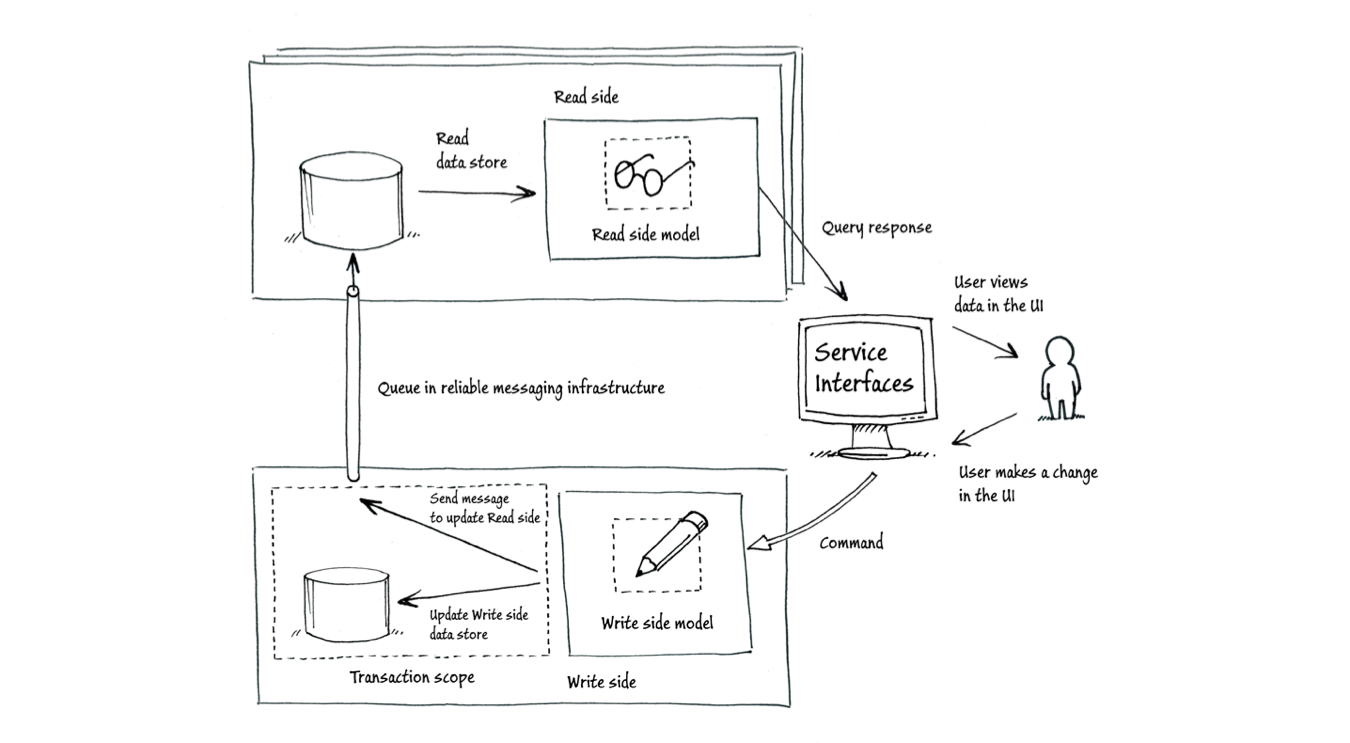 Read side
Read
data store
Read side model
Query response
User views
data in the UI
Service
Interfaces
Queue in reliable messaging infrastructure
User makes a change
in the UI
Send message
to update Read side
Command
Update Write side
data store
Write side model
Transaction scope
Write side